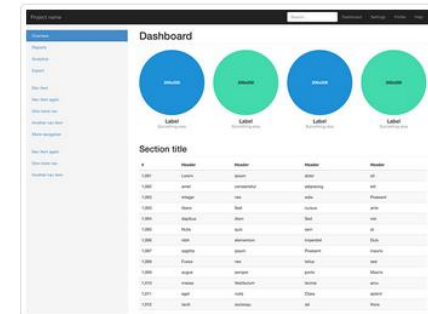 Project name
Search...
Dashboard Settings Profile Help
Overview
Reports
Analytics
Export
Nav item
Nav item again
One more nav
Another nav item
More navigation
Nav item again
One more nav
Another nav item
Dashboard
200x200 200x200 200x200 200x200
Label Label Label Label
Something else Something else Something else Something else
Section title
# Header Header Header Header
1,001 Lorem ipsum dolor sit
1,002 amet consectetur adipiscing elit
1,003 Integer nec odio Praesent
1,003 libero Sed cursus ante
1,004 dapibus diam Sed nisi
1,005 Nulla quis sem at
1,006 nibh elementum imperdiet Duis
1,007 sagittis ipsum Praesent mauris
1,008 Fusce nec tellus sed
1,009 augue semper porta Mauris
1,010 massa Vestibulum lacinia arcu
1,011 eget nulla Class aptent
1,012 taciti sociosqu ad litora